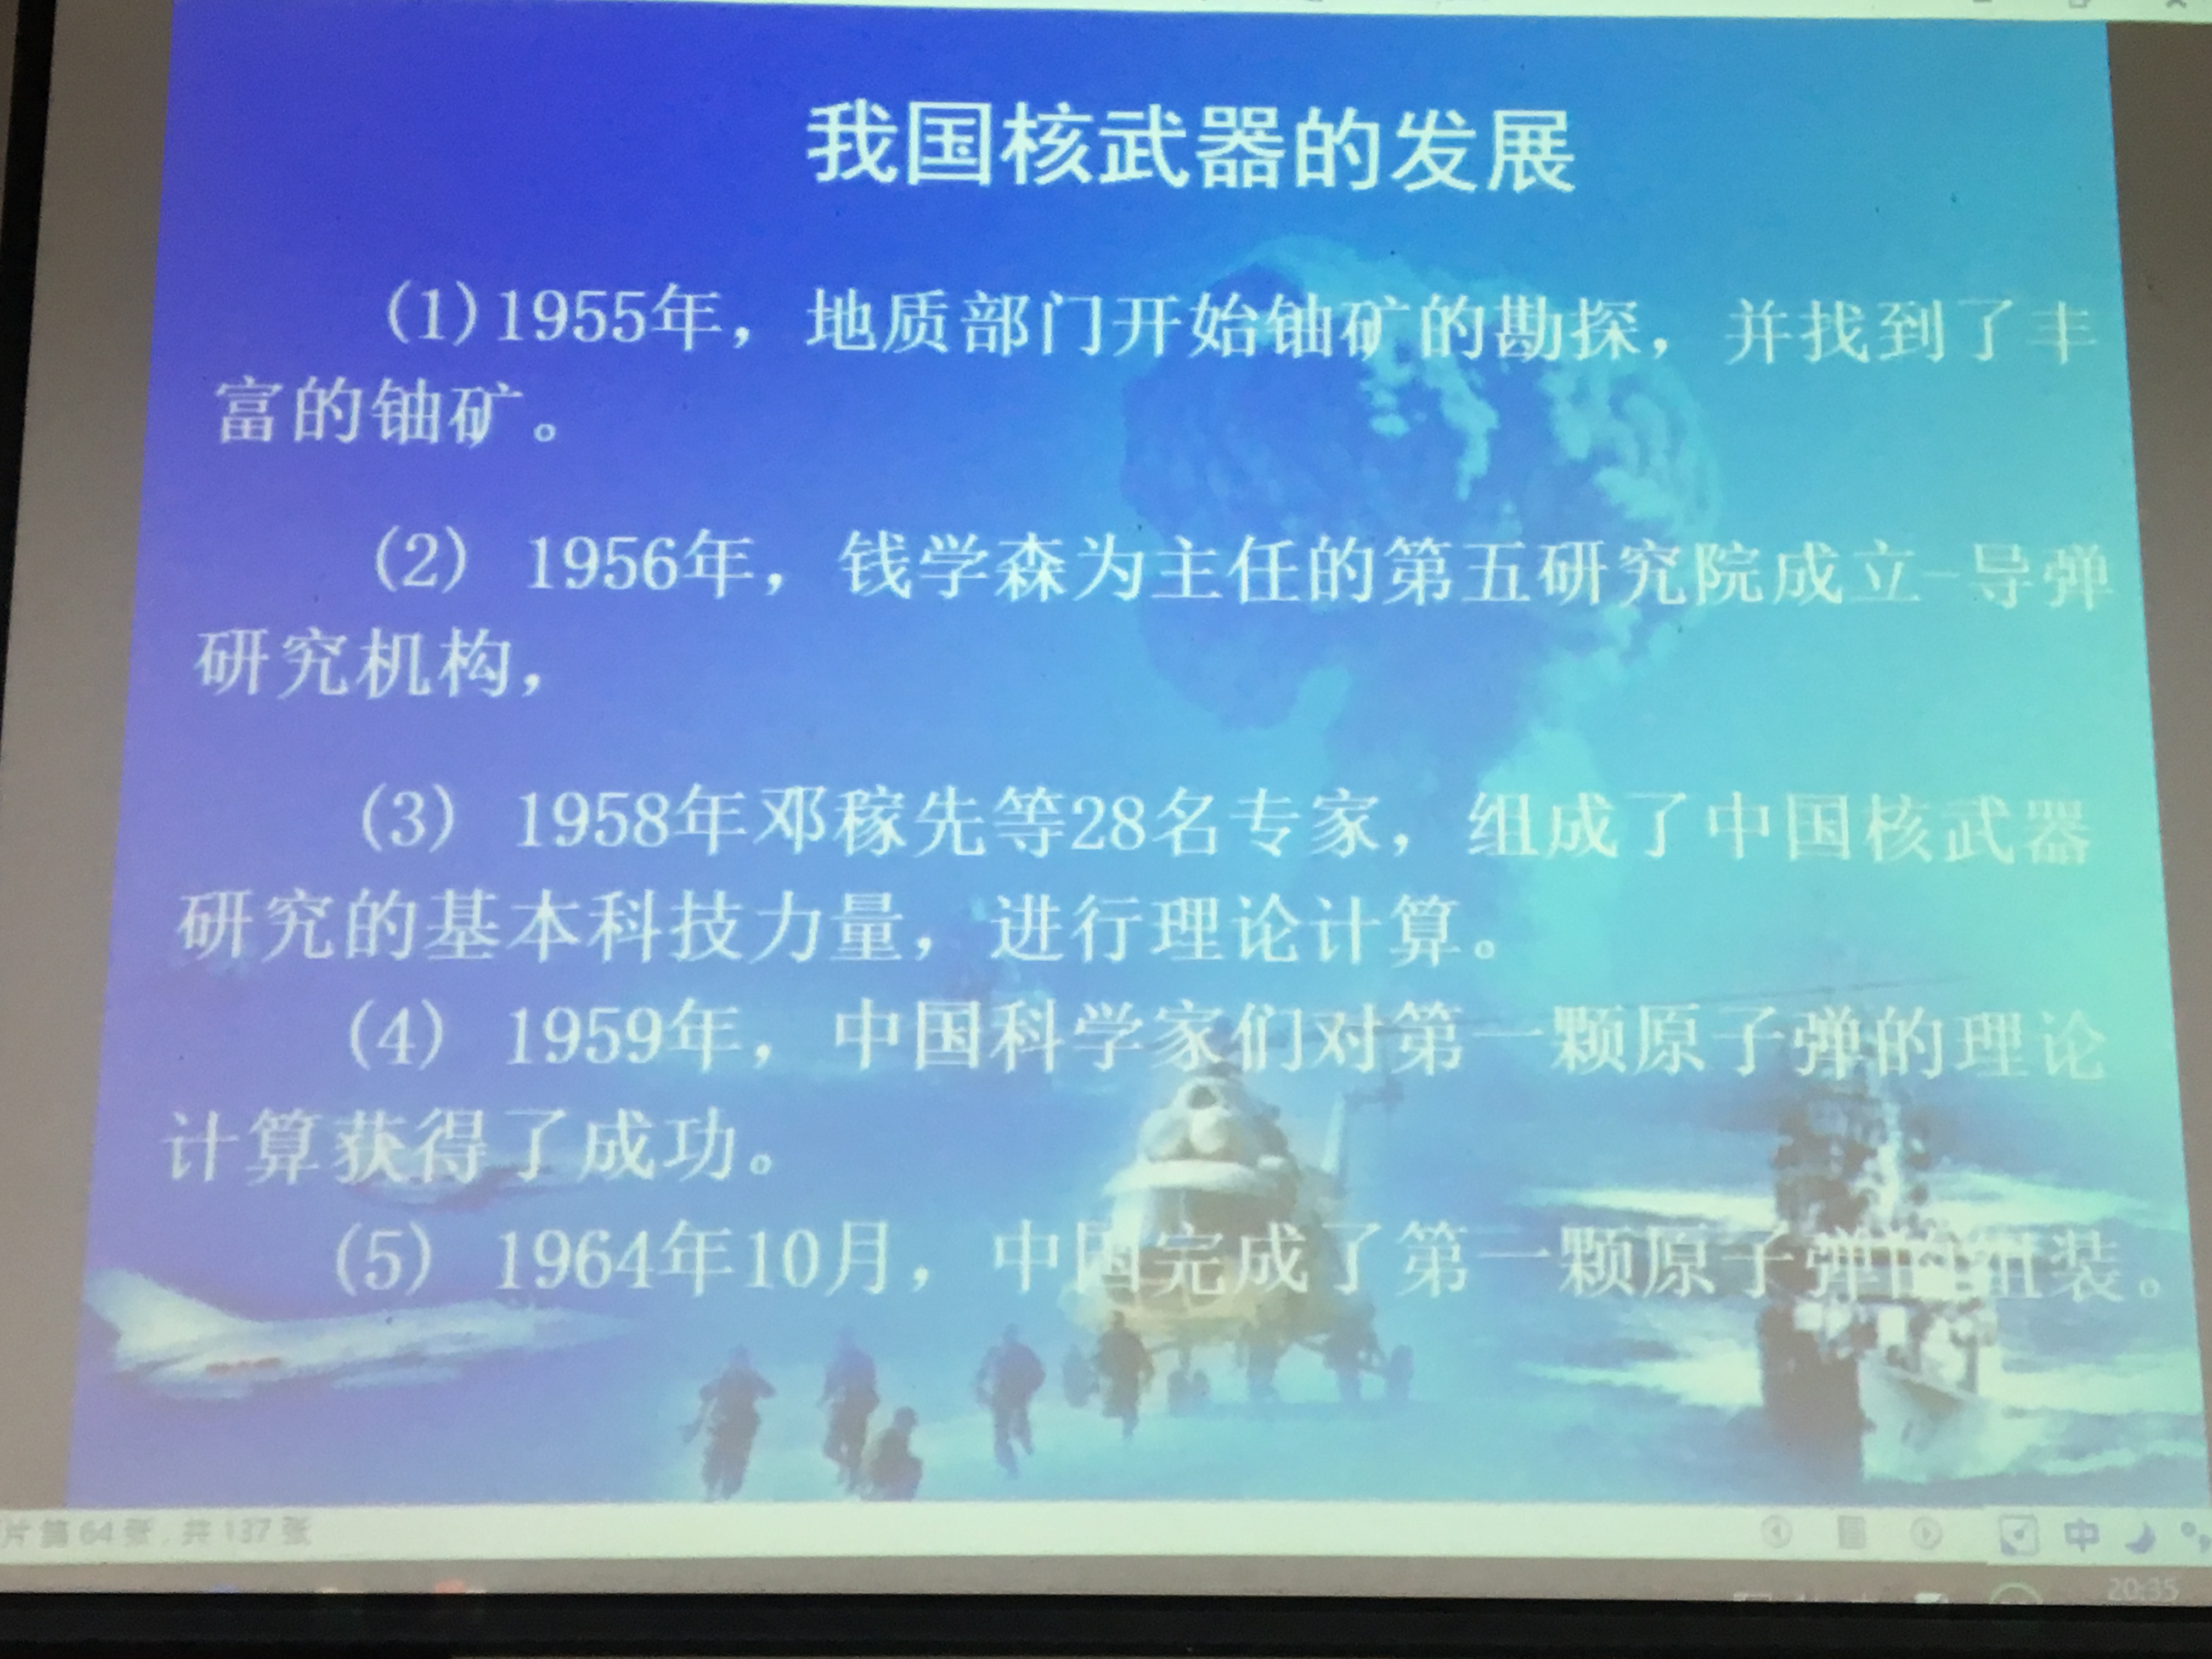 我国核武器的发展
(1)1955年，地质部门开始铀矿的勘探，并找到了丰
富的铀矿。
(2) 1956年，钱学森为主任的第五研究院成立-导弹
研究机构，
(3) 1958年邓稼先等28名专家，组成了中国核武器
研究的基本科技力量，进行理论计算。
(4) 1959年，中国科学家们对第一颗原子弹的理论
计算获得了成功。
(5) 1964年10月，中国完成了第一颗原子弹的组装。
片 第 64 张，共 137 张
中
20:35